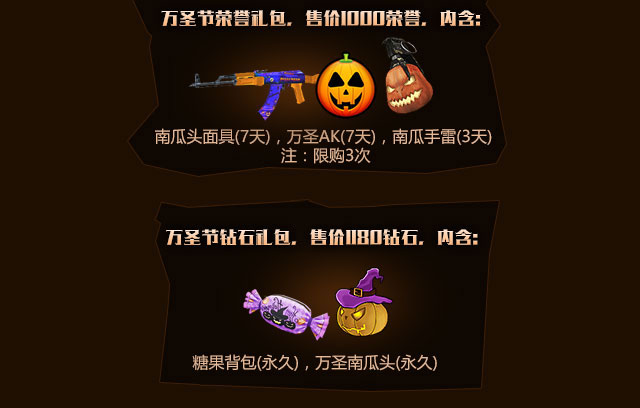 万圣节荣誉礼包，售价1000荣誉，内含:
南瓜头面具(7天)，万圣AK(7天)，南瓜手雷(3天)
注：限购3次
万圣节钻石礼包，售价1180钻石，内含:
糖果背包(永久)，万圣南瓜头(永久)